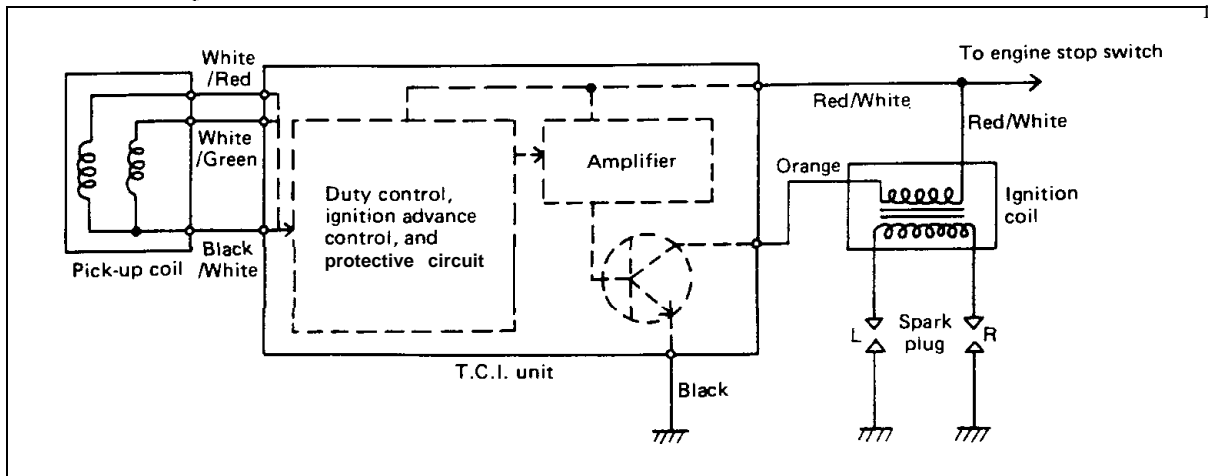 White
/Red
White
/Green
Black
/White
Pick-up coil
Duty control,
ignition advance
control, and
protective circuit
Amplifier
T.C.I. unit
Black
Red/White
To engine stop switch
Red/White
Orange
Ignition
coil
L
Spark
plug
R